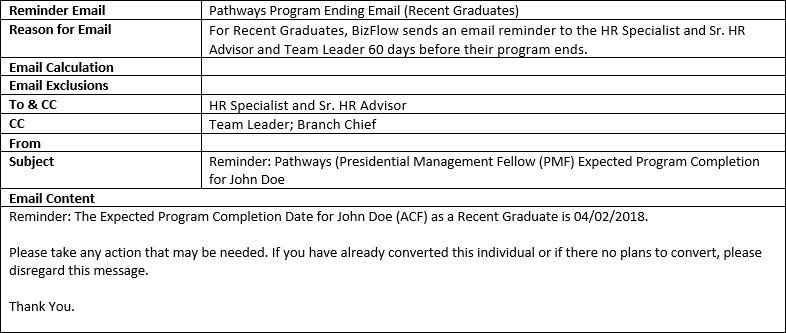 Reminder Email Pathways Program Ending Email (Recent Graduates)
Reason for Email For Recent Graduates, BizFlow sends an email reminder to the HR Specialist and Sr. HR
Advisor and Team Leader 60 days before their program ends.
Email Calculation
Email Exclusions
To & CC HR Specialist and Sr. HR Advisor
CC Team Leader; Branch Chief
From
Subject Reminder: Pathways (Presidential Management Fellow (PMF) Expected Program Completion
for John Doe
Email Content
Reminder: The Expected Program Completion Date for John Doe (ACF) as a Recent Graduate is 04/02/2018.
Please take any action that may be needed. If you have already converted this individual or if there no plans to convert, please
disregard this message.
Thank You.